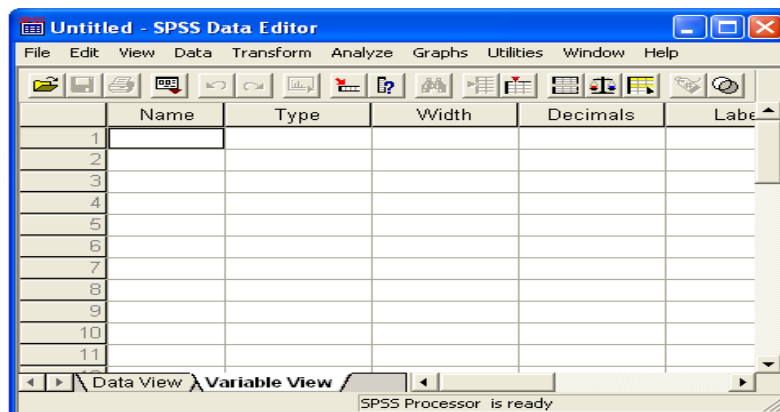 Untitled - SPSS Data Editor
File Edit View Data Transform Analyze Graphs Utilities Window Help
Name Type Width Decimals Labe
1
2
3
4
5
6
7
8
9
10
11
Data View Variable View
SPSS Processor is ready